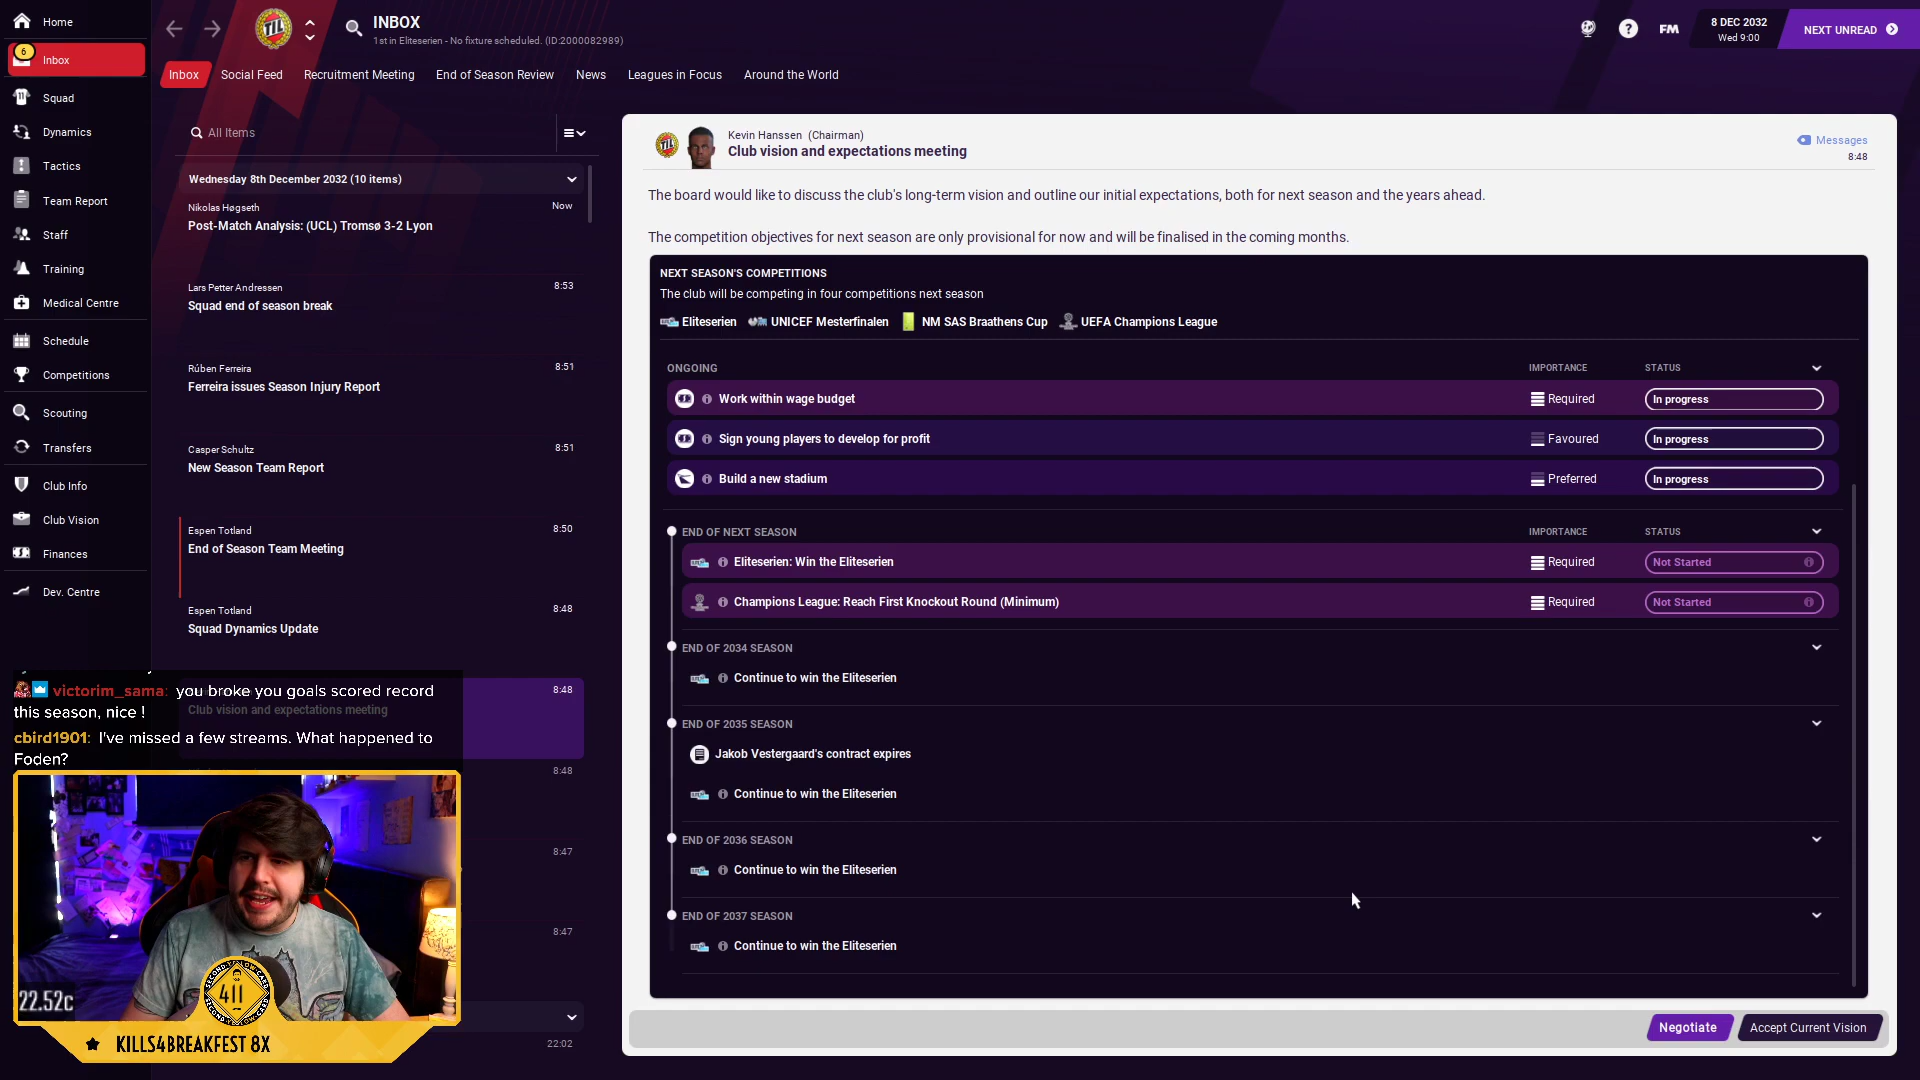 Home
6
Inbox
Squad
Dynamics
Tactics
Team Report
Staff
Training
Medical Centre
Schedule
Competitions
Scouting
Transfers
Club Info
Club Vision
Finances
Dev. Centre
TIL
INBOX
1st in Eliteserien - No fixture scheduled. (ID:2000082989)
?
FM
8 DEC 2032
Wed 9:00
NEXT UNREAD
Inbox
Social Feed
Recruitment Meeting
End of Season Review
News
Leagues in Focus
Around the World
All Items
Wednesday 8th December 2032 (10 items)
Nikolas Høgseth
Now
Post-Match Analysis: (UCL) Tromsø 3-2 Lyon
Lars Petter Andressen
8:53
Squad end of season break
Rúben Ferreira
8:51
Ferreira issues Season Injury Report
Casper Schultz
8:51
New Season Team Report
Espen Totland
8:50
End of Season Team Meeting
Espen Totland
8:48
Squad Dynamics Update
8:48
Club vision and expectations meeting
8:48
8:47
8:47
22:02
victorim_sama: you broke you goals scored record
this season, nice !
cbird1901: I've missed a few streams. What happened to
Foden?
22.52c
SECOND YELLOW CARD
411
KILLS4BREAKFEST 8X
TIL
Kevin Hanssen (Chairman)
Club vision and expectations meeting
Messages
8:48
The board would like to discuss the club's long-term vision and outline our initial expectations, both for next season and the years ahead.
The competition objectives for next season are only provisional for now and will be finalised in the coming months.
NEXT SEASON'S COMPETITIONS
The club will be competing in four competitions next season
Eliteserien
UNICEF Mesterfinalen
NM SAS Braathens Cup
UEFA Champions League
ONGOING
IMPORTANCE
STATUS
Work within wage budget
Required
In progress
Sign young players to develop for profit
Favoured
In progress
Build a new stadium
Preferred
In progress
END OF NEXT SEASON
IMPORTANCE
STATUS
Eliteserien: Win the Eliteserien
Required
Not Started
Champions League: Reach First Knockout Round (Minimum)
Required
Not Started
END OF 2034 SEASON
Continue to win the Eliteserien
END OF 2035 SEASON
Jakob Vestergaard's contract expires
Continue to win the Eliteserien
END OF 2036 SEASON
Continue to win the Eliteserien
END OF 2037 SEASON
Continue to win the Eliteserien
Negotiate
Accept Current Vision